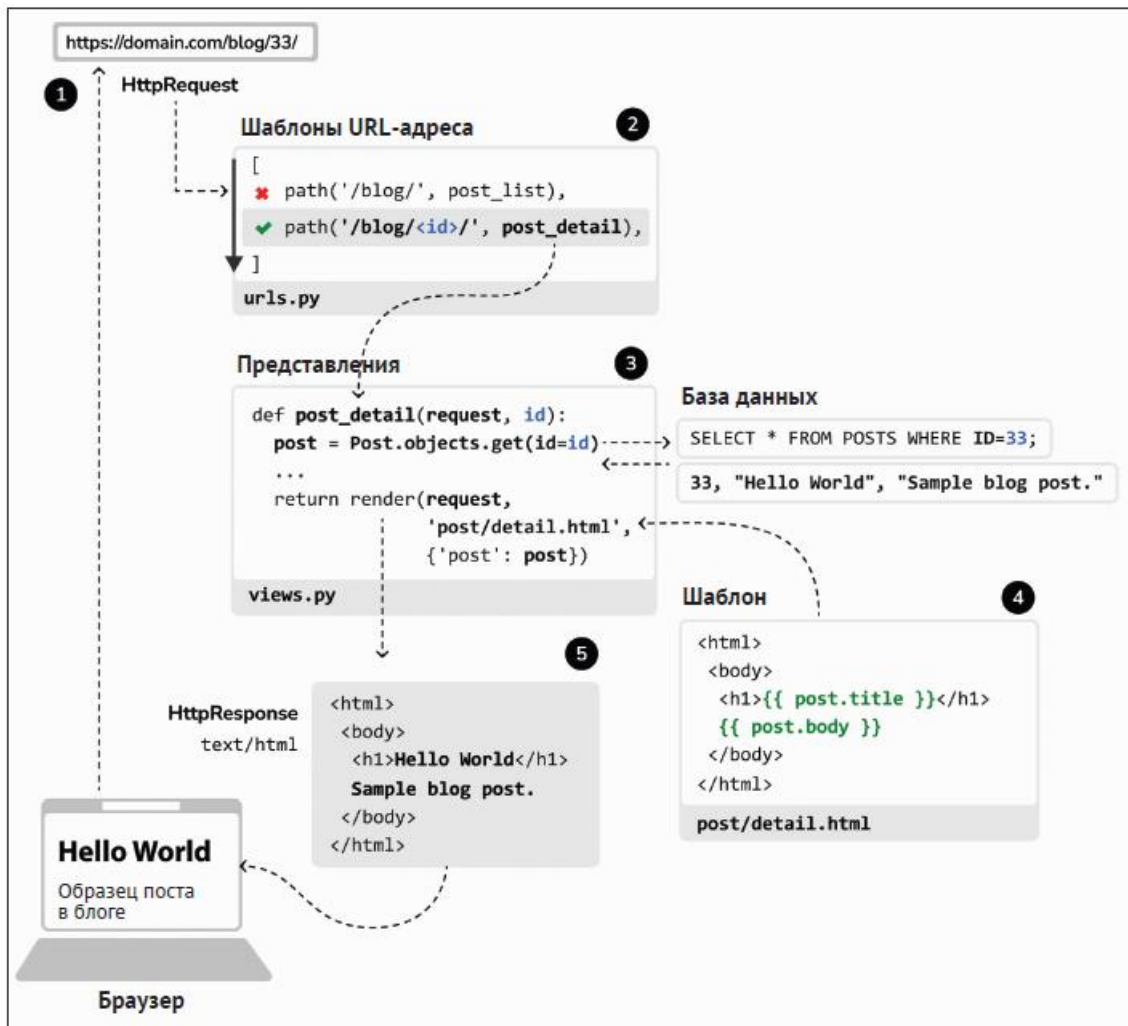 https://domain.com/blog/33/
1
HttpRequest
Шаблоны URL-адреса
2
[
path('/blog/', post_list),
path('/blog/<id>/', post_detail),
]
urls.py
Представления
3
def post_detail(request, id):
post = Post.objects.get(id=id)
...
return render(request,
'post/detail.html',
{'post': post})
views.py
База данных
SELECT * FROM POSTS WHERE ID=33;
33, "Hello World", "Sample blog post."
Шаблон
4
<html>
<body>
<h1>{{ post.title }}</h1>
{{ post.body }}
</body>
</html>
post/detail.html
5
HttpResponse
text/html
<html>
<body>
<h1>Hello World</h1>
Sample blog post.
</body>
</html>
Hello World
Образец поста
в блоге
Браузер